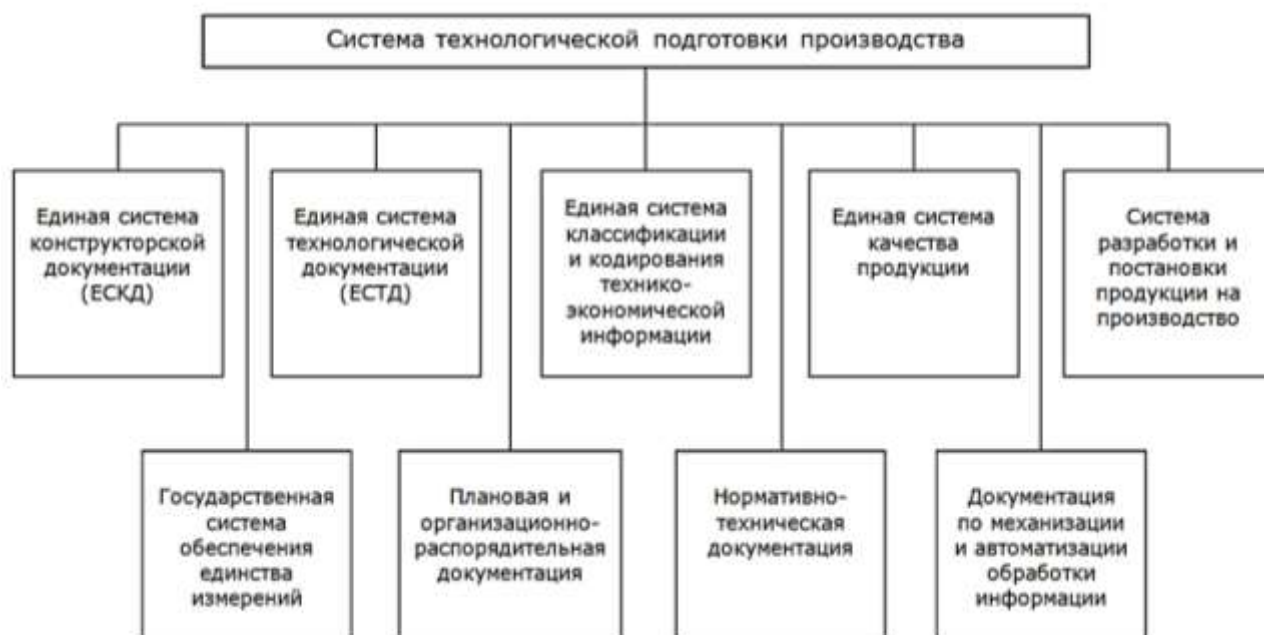 Система технологической подготовки производства
Единая система
конструкторской
документации
(ЕСКД)
Единая система
технологической
документации
(ЕСТД)
Единая система
классификации
и кодирования
технико-
экономической
информации
Единая система
качества
продукции
Система
разработки и
постановки
продукции на
производство
Государственная
система
обеспечения
единства
измерений
Плановая и
организационно-
распорядительная
документация
Нормативно-
техническая
документация
Документация
по механизации
и автоматизации
обработки
информации